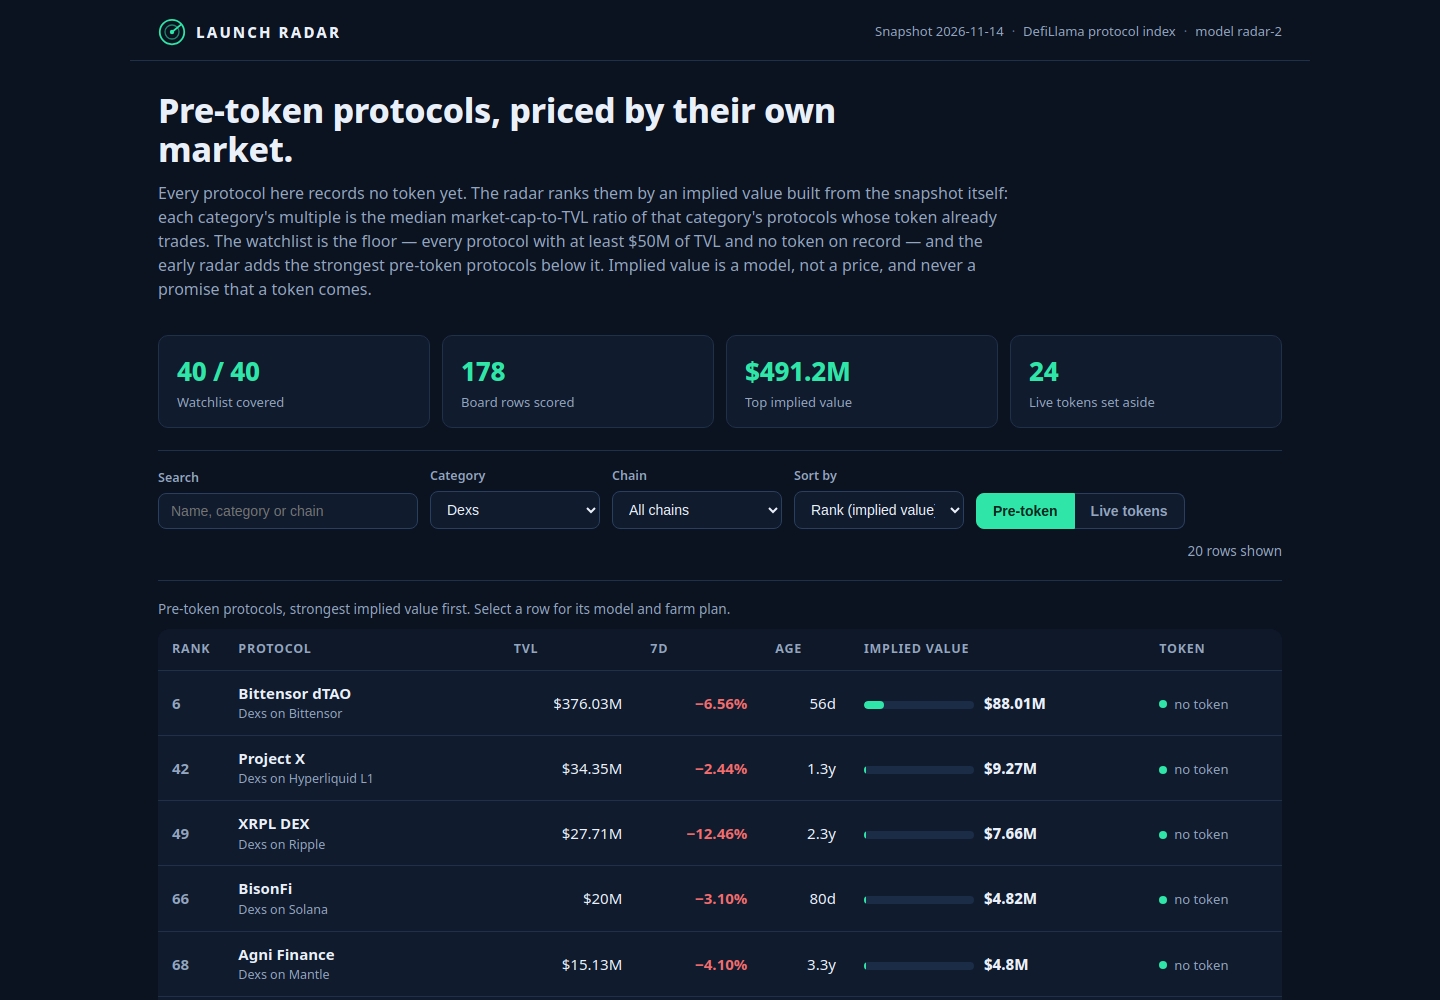 LAUNCH RADAR
Snapshot 2026-11-14 · DefiLlama protocol index · model radar-2
Pre-token protocols, priced by their own
market.
Every protocol here records no token yet. The radar ranks them by an implied value built from the snapshot itself:
each category's multiple is the median market-cap-to-TVL ratio of that category's protocols whose token already
trades. The watchlist is the floor — every protocol with at least $50M of TVL and no token on record — and the
early radar adds the strongest pre-token protocols below it. Implied value is a model, not a price, and never a
promise that a token comes.
40 / 40
Watchlist covered
178
Board rows scored
$491.2M
Top implied value
24
Live tokens set aside
Search
Name, category or chain
Category
Dexs
Chain
All chains
Sort by
Rank (implied value)
Pre-token
Live tokens
20 rows shown
Pre-token protocols, strongest implied value first. Select a row for its model and farm plan.
RANK PROTOCOL TVL 7D AGE IMPLIED VALUE TOKEN
6 Bittensor dTAO $376.03M −6.56% 56d $88.01M no token
Dexs on Bittensor
42 Project X $34.35M −2.44% 1.3y $9.27M no token
Dexs on Hyperliquid L1
49 XRPL DEX $27.71M −12.46% 2.3y $7.66M no token
Dexs on Ripple
66 BisonFi $20M −3.10% 80d $4.82M no token
Dexs on Solana
68 Agni Finance $15.13M −4.10% 3.3y $4.8M no token
Dexs on Mantle